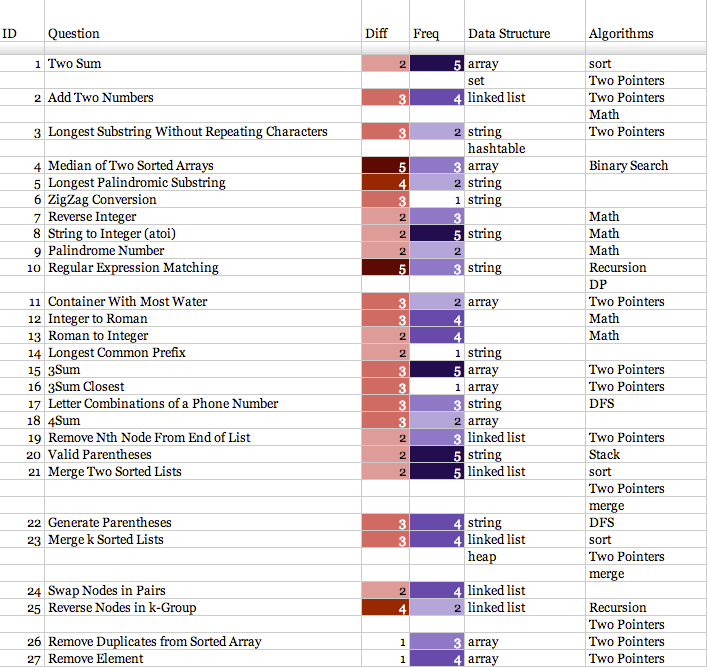 ID Question Diff Freq Data Structure Algorithms
1 Two Sum 2 5 array sort
set Two Pointers
2 Add Two Numbers 3 4 linked list Two Pointers
Math
3 Longest Substring Without Repeating Characters 3 2 string Two Pointers
hashtable
4 Median of Two Sorted Arrays 5 3 array Binary Search
5 Longest Palindromic Substring 4 2 string
6 ZigZag Conversion 3 1 string
7 Reverse Integer 2 3 Math
8 String to Integer (atoi) 2 5 string Math
9 Palindrome Number 2 2 Math
10 Regular Expression Matching 5 3 string Recursion
DP
11 Container With Most Water 3 2 array Two Pointers
12 Integer to Roman 3 4 Math
13 Roman to Integer 2 4 Math
14 Longest Common Prefix 2 1 string
15 3Sum 3 5 array Two Pointers
16 3Sum Closest 3 1 array Two Pointers
17 Letter Combinations of a Phone Number 3 3 string DFS
18 4Sum 3 2 array
19 Remove Nth Node From End of List 2 3 linked list Two Pointers
20 Valid Parentheses 2 5 string Stack
21 Merge Two Sorted Lists 2 5 linked list sort
Two Pointers
merge
22 Generate Parentheses 3 4 string DFS
23 Merge k Sorted Lists 3 4 linked list sort
heap Two Pointers
merge
24 Swap Nodes in Pairs 2 4 linked list
25 Reverse Nodes in k-Group 4 2 linked list Recursion
Two Pointers
26 Remove Duplicates from Sorted Array 1 3 array Two Pointers
27 Remove Element 1 4 array Two Pointers